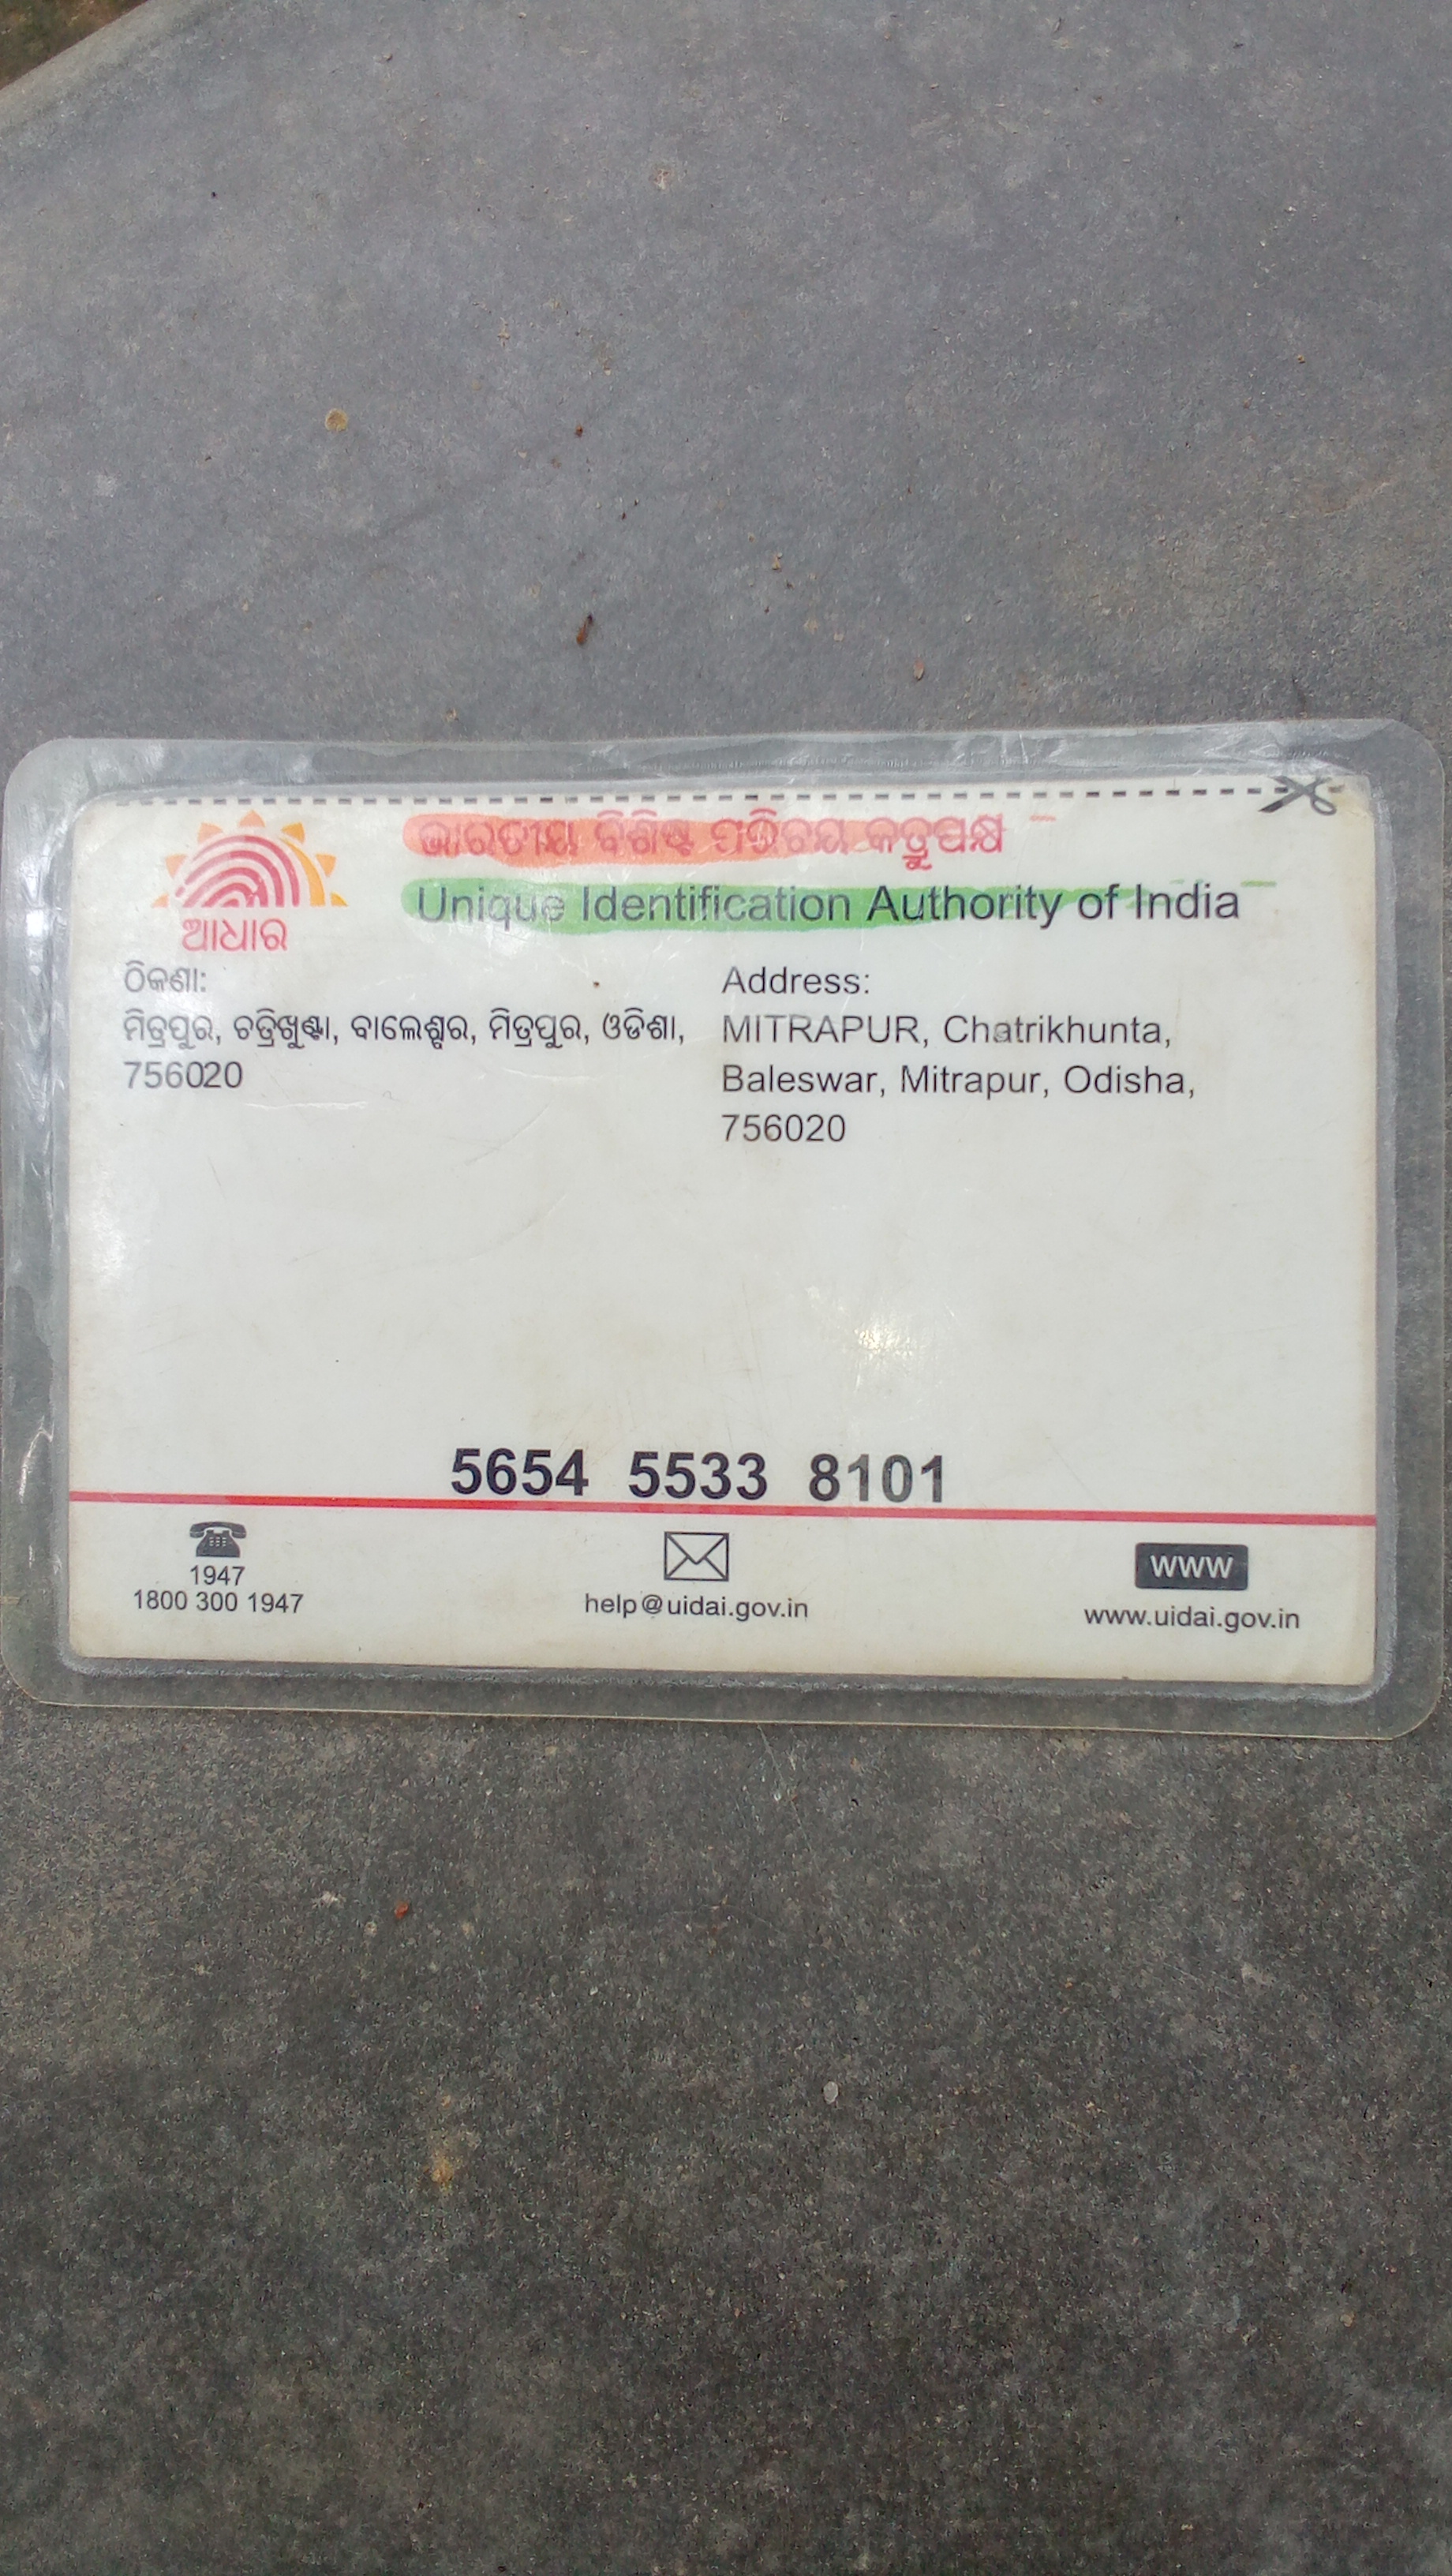 ଭାରତୀୟ ବିଶିଷ୍ଟ ପରିଚୟ କର୍ତ୍ତୃପକ୍ଷ
Unique Identification Authority of India
ଆଧାର
ଠିକଣା:
ମିତ୍ରପୁର, ଚତ୍ରିଖୁଣ୍ଟା, ବାଲେଶ୍ବର, ମିତ୍ରପୁର, ଓଡିଶା,
756020
Address:
MITRAPUR, Chatrikhunta,
Baleswar, Mitrapur, Odisha,
756020
5654 5533 8101
1947
1800 300 1947
help@uidai.gov.in
www
www.uidai.gov.in